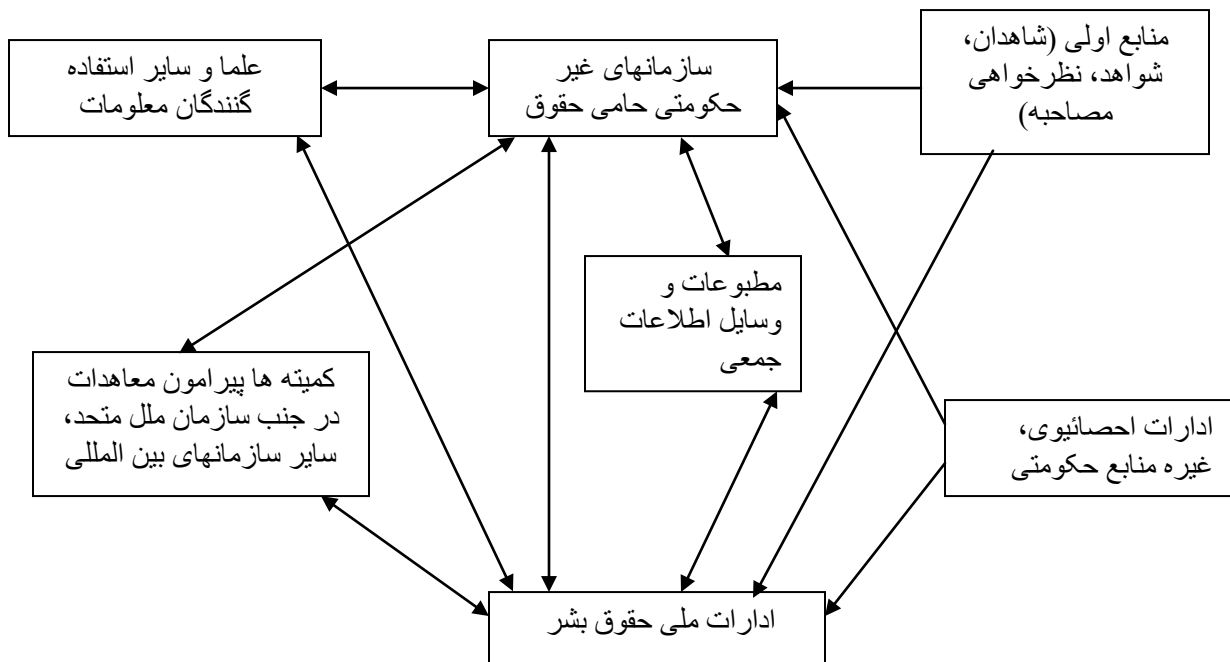 منابع اولی (شاهدان،
شواهد، نظرخواهی
مصاحبه)
سازمانهای غیر
حکومتی حامی حقوق
علما و سایر استفاده
گنندگان معلومات
مطبوعات و
وسایل اطلاعات
جمعی
کمیته ها پیرامون معاهدات
در جنب سازمان ملل متحد،
سایر سازمانهای بین المللی
ادارات احصائیوی،
غیره منابع حکومتی
ادارات ملی حقوق بشر